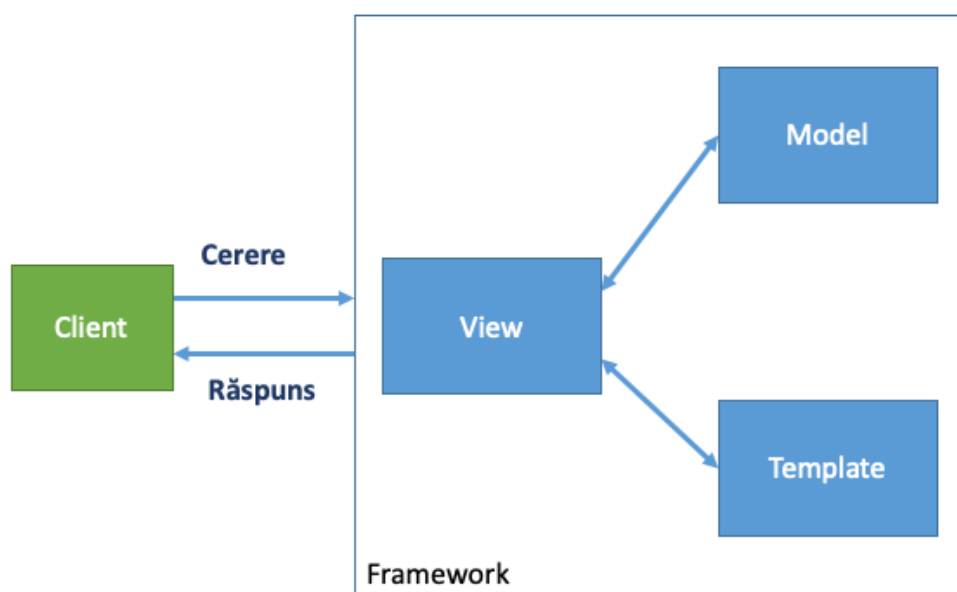 Model
Cerere
Client
View
Răspuns
Template
Framework